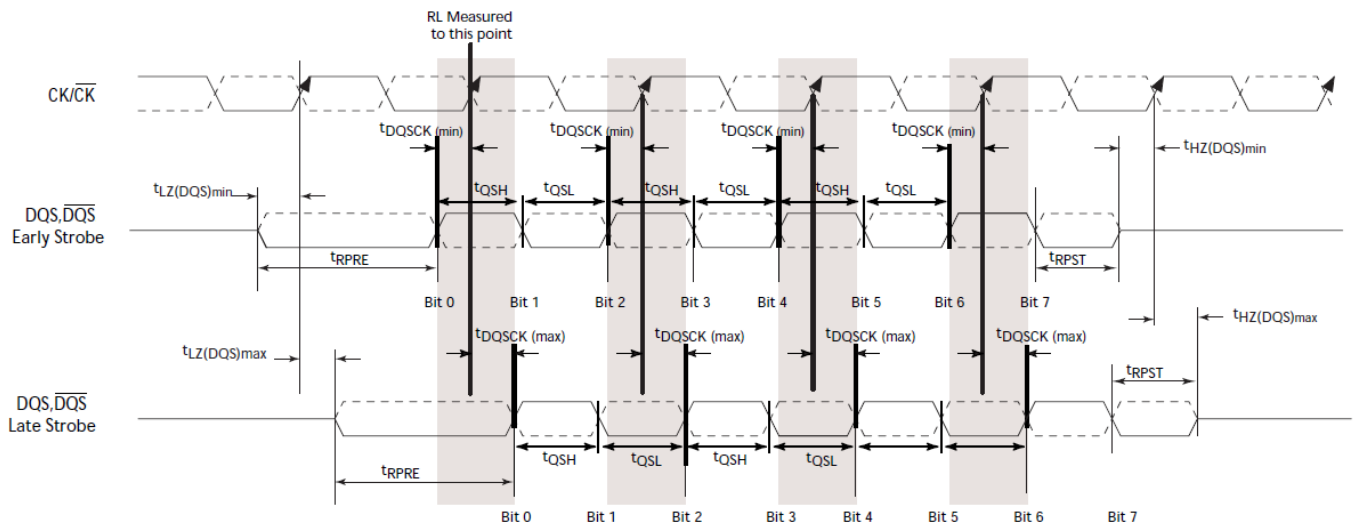 RL Measured
to this point
CK/CK
tDQSCK (min) tDQSCK (min) tDQSCK (min) tDQSCK (min)
tHZ(DQS)min
tLZ(DQS)min
tQSH tQSL tQSH tQSL tQSH tQSL
DQS,DQS
Early Strobe
tRPRE
tRPST
Bit 0 Bit 1 Bit 2 Bit 3 Bit 4 Bit 5 Bit 6 Bit 7
tHZ(DQS)max
tDQSCK (max) tDQSCK (max) tDQSCK (max) tDQSCK (max)
tLZ(DQS)max
tRPST
DQS,DQS
Late Strobe
tQSH tQSL tQSH tQSL
tRPRE
Bit 0 Bit 1 Bit 2 Bit 3 Bit 4 Bit 5 Bit 6 Bit 7